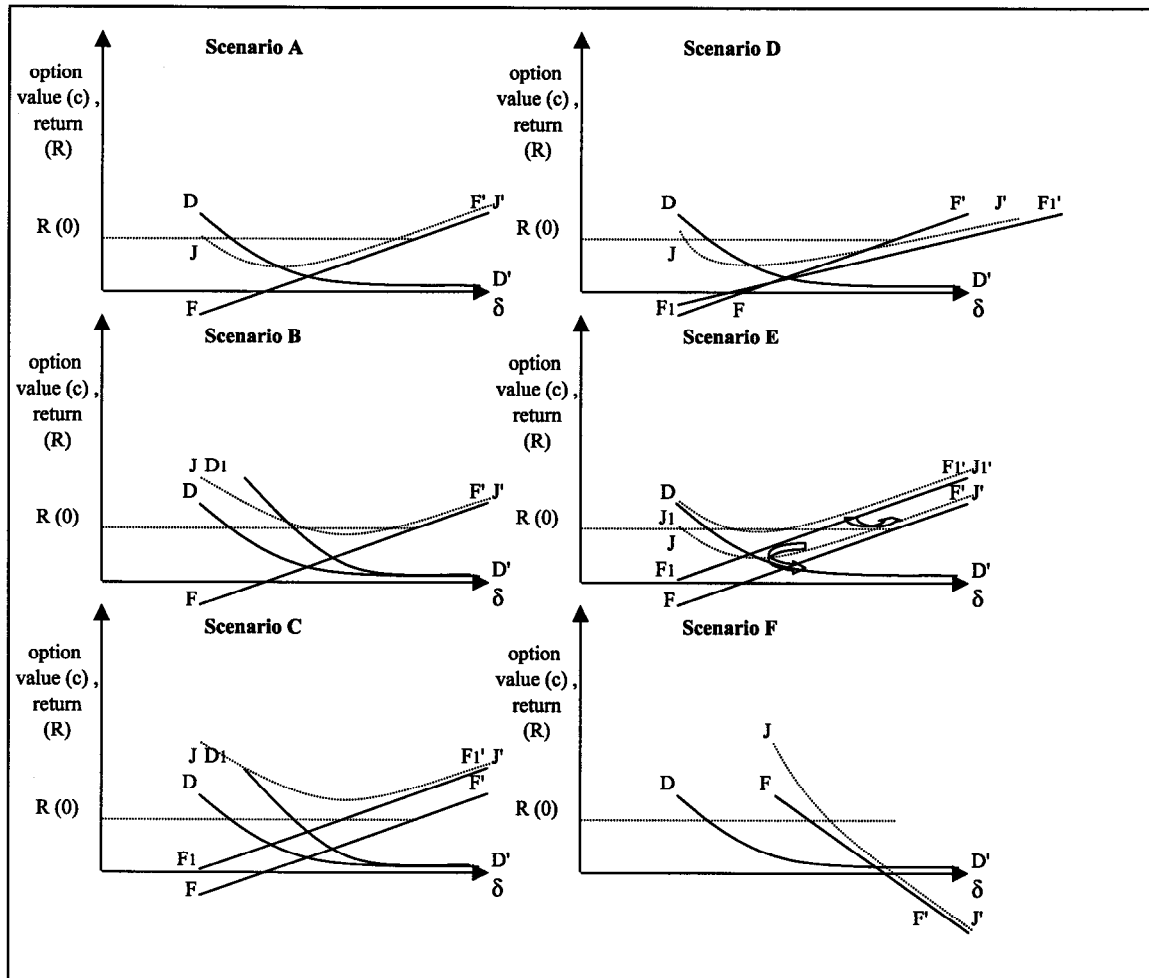 Scenario A
option
value (c) ,
return
(R)
D
F' J'
R (0)
J
D'
F
δ
Scenario B
option
value (c) ,
return
(R)
J D1
D
F' J'
R (0)
D'
F
δ
Scenario C
option
value (c) ,
return
(R)
J D1
F1' J'
D
F'
R (0)
F1
D'
F
δ
Scenario D
option
value (c) ,
return
(R)
D
F'
J'
F1'
R (0)
J
D'
F1
F
δ
Scenario E
option
value (c) ,
return
(R)
F1' J1'
D
F' J'
R (0)
J1
J
F1
D'
F
δ
Scenario F
option
value (c) ,
return
(R)
J
D
F
R (0)
D'
δ
F'
J'